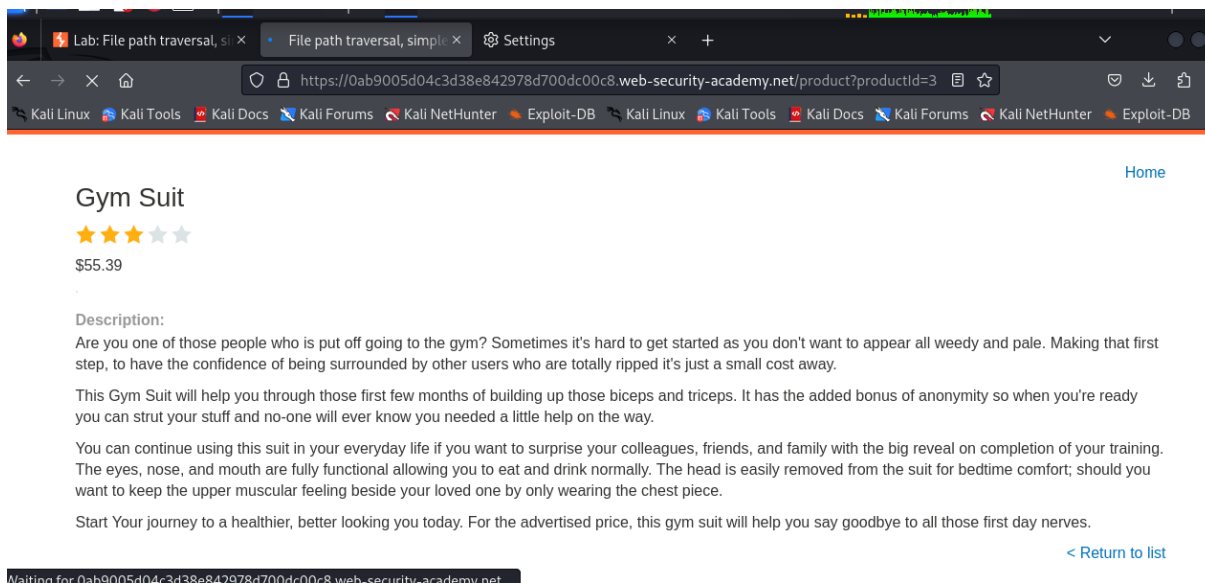 Lab: File path traversal, si
File path traversal, simple
Settings
https://0ab9005d04c3d38e842978d700dc00c8.web-security-academy.net/product?productId=3
Kali Linux Kali Tools Kali Docs Kali Forums Kali NetHunter Exploit-DB Kali Linux Kali Tools Kali Docs Kali Forums Kali NetHunter Exploit-DB
Home
Gym Suit
$55.39
Description:
Are you one of those people who is put off going to the gym? Sometimes it's hard to get started as you don't want to appear all weedy and pale. Making that first
step, to have the confidence of being surrounded by other users who are totally ripped it's just a small cost away.
This Gym Suit will help you through those first few months of building up those biceps and triceps. It has the added bonus of anonymity so when you're ready
you can strut your stuff and no-one will ever know you needed a little help on the way.
You can continue using this suit in your everyday life if you want to surprise your colleagues, friends, and family with the big reveal on completion of your training.
The eyes, nose, and mouth are fully functional allowing you to eat and drink normally. The head is easily removed from the suit for bedtime comfort; should you
want to keep the upper muscular feeling beside your loved one by only wearing the chest piece.
Start Your journey to a healthier, better looking you today. For the advertised price, this gym suit will help you say goodbye to all those first day nerves.
< Return to list
Waiting for 0ab9005d04c3d38e842978d700dc00c8.web-security-academy.net